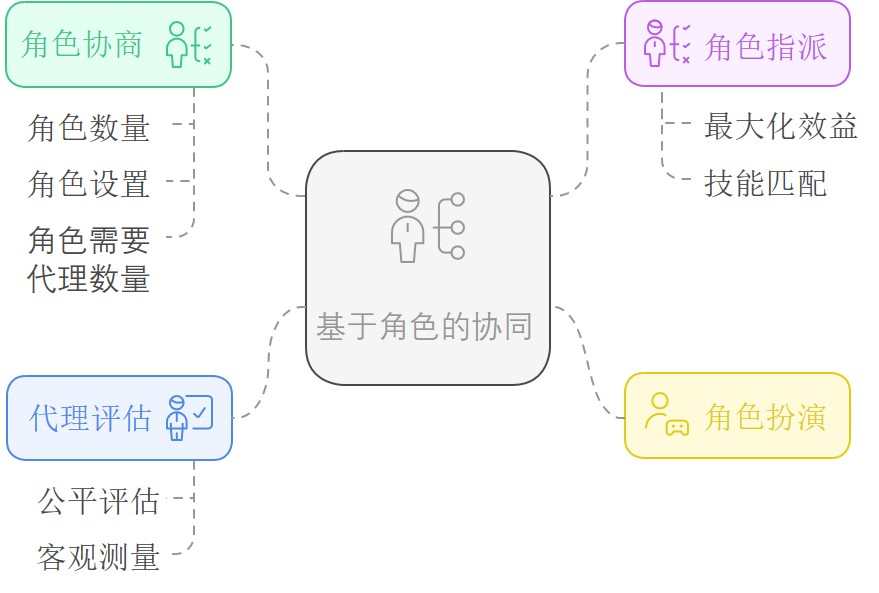 角色协商
角色数量
角色设置
角色需要
代理数量
角色指派
最大化效益
技能匹配
基于角色的协同
代理评估
公平评估
客观测量
角色扮演